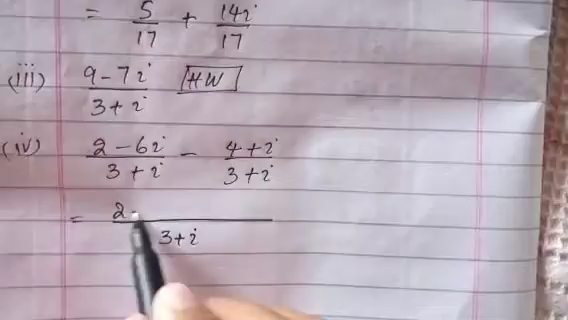 = 5/17 + 14i/17
(iii) 9-7i/3+i HW
(iv) 2-6i/3+i - 4+i/3+i
= 2-/3+i